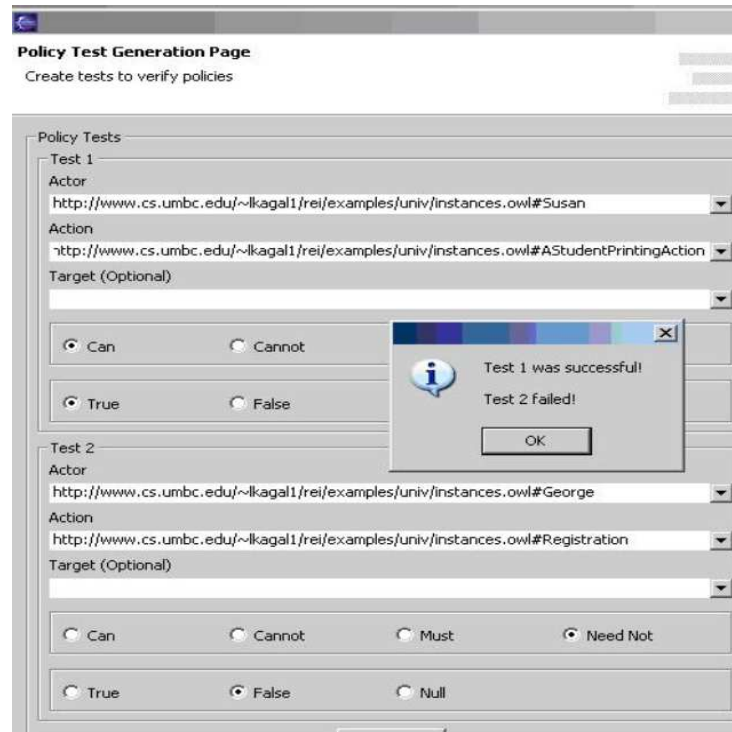 Policy Test Generation Page
Create tests to verify policies
Policy Tests
Test 1
Actor
http://www.cs.umbc.edu/~lkagal1/rei/examples/univ/instances.owl#Susan
Action
http://www.cs.umbc.edu/~lkagal1/rei/examples/univ/instances.owl#AStudentPrintingAction
Target (Optional)
Can Cannot
True False
Test 1 was successful!
Test 2 failed!
OK
Test 2
Actor
http://www.cs.umbc.edu/~lkagal1/rei/examples/univ/instances.owl#George
Action
http://www.cs.umbc.edu/~lkagal1/rei/examples/univ/instances.owl#Registration
Target (Optional)
Can Cannot Must Need Not
True False Null